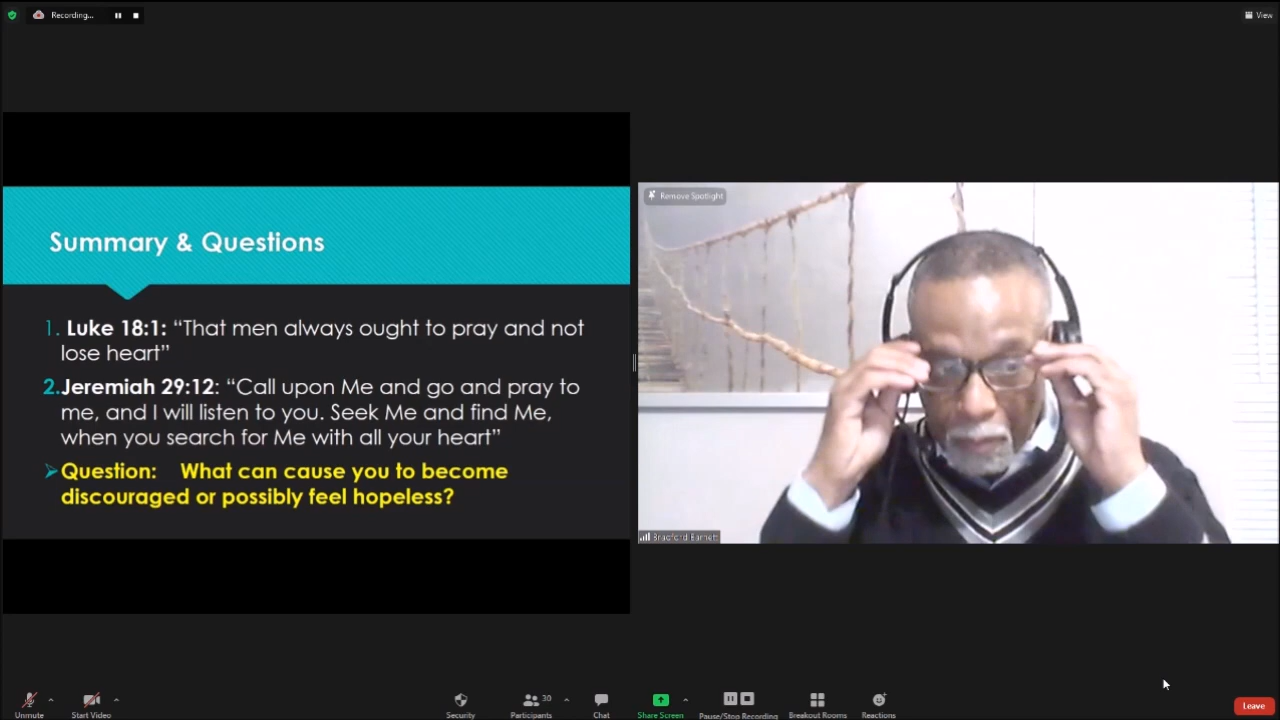 Recording...
View
Summary & Questions
1. Luke 18:1: “That men always ought to pray and not
lose heart”
2. Jeremiah 29:12: “Call upon Me and go and pray to
me, and I will listen to you. Seek Me and find Me,
when you search for Me with all your heart”
Question: What can cause you to become
discouraged or possibly feel hopeless?
Remove Spotlight
Bradford Barnett
Unmute
Start Video
Security
Participants
30
Chat
Share Screen
Pause/Stop Recording
Breakout Rooms
Reactions
Leave